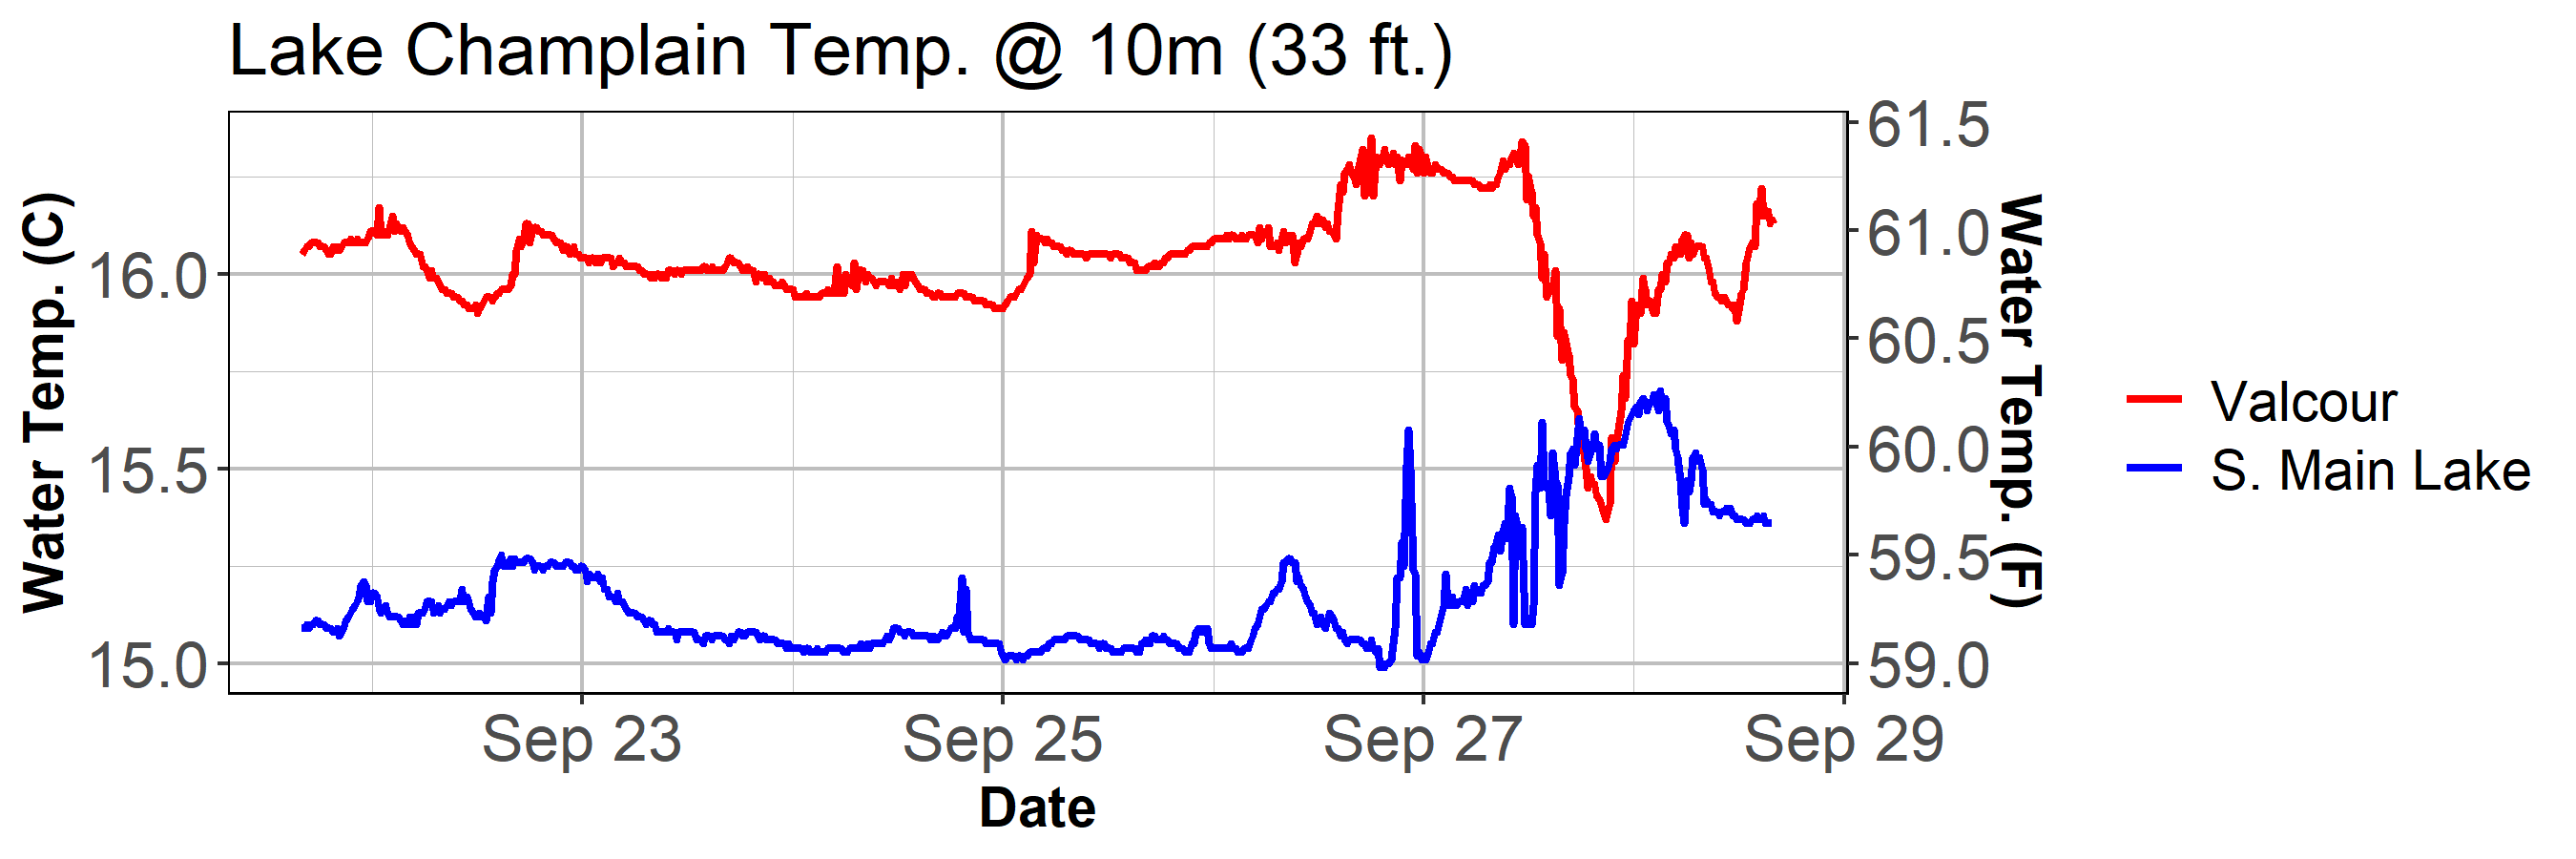 Lake Champlain Temp. @ 10m (33 ft.)
Water Temp. (C)
16.0
15.5
15.0
61.5
61.0
60.5
60.0
59.5
59.0
Water Temp. (F)
Sep 23
Sep 25
Sep 27
Sep 29
Date
Valcour
S. Main Lake